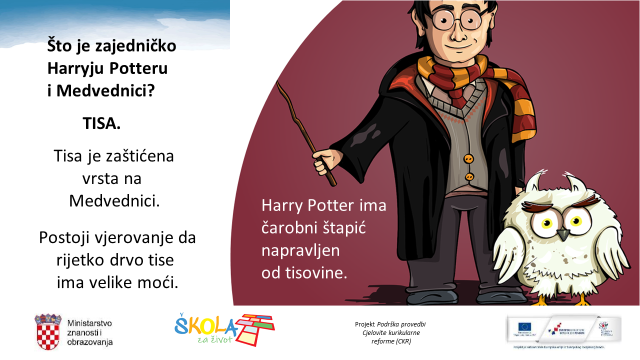 Što je zajedničko
Harryju Potteru
i Medvednici?
TISA.
Tisa je zaštićena
vrsta na
Medvednici.
Postoji vjerovanje da
rijetko drvo tise
ima velike moći.
Harry Potter ima
čarobni štapić
napravljen
od tisovine.
Ministarstvo
znanosti i
obrazovanja
ŠKOLA
za život
Projekt Podrška provedbi
Cjelovite kurikularne
reforme (CKR)